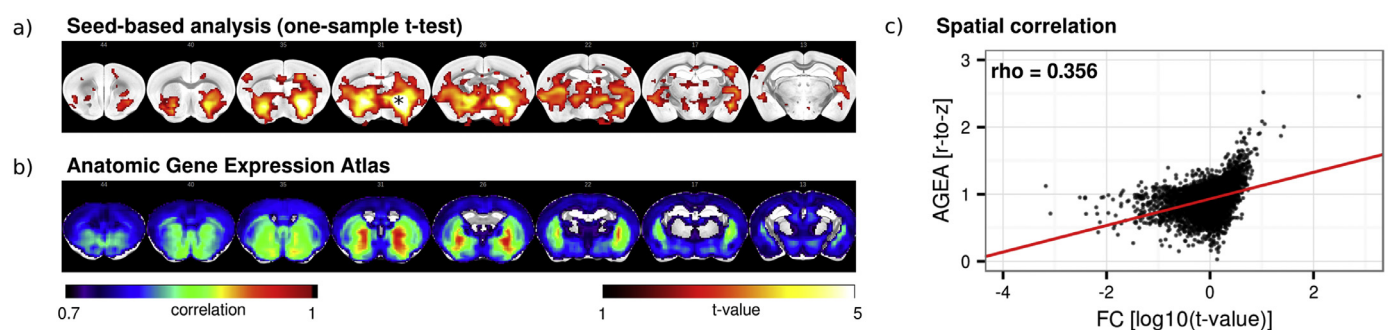 a) Seed-based analysis (one-sample t-test)
44 40 35 31 26 22 17 13
*
b) Anatomic Gene Expression Atlas
44 40 35 31 26 22 17 13
0.7 correlation 1
1 t-value 5
c) Spatial correlation
rho = 0.356
AGEA [r-to-z]
3
2
1
0
-4 -2 0 2
FC [log10(t-value)]